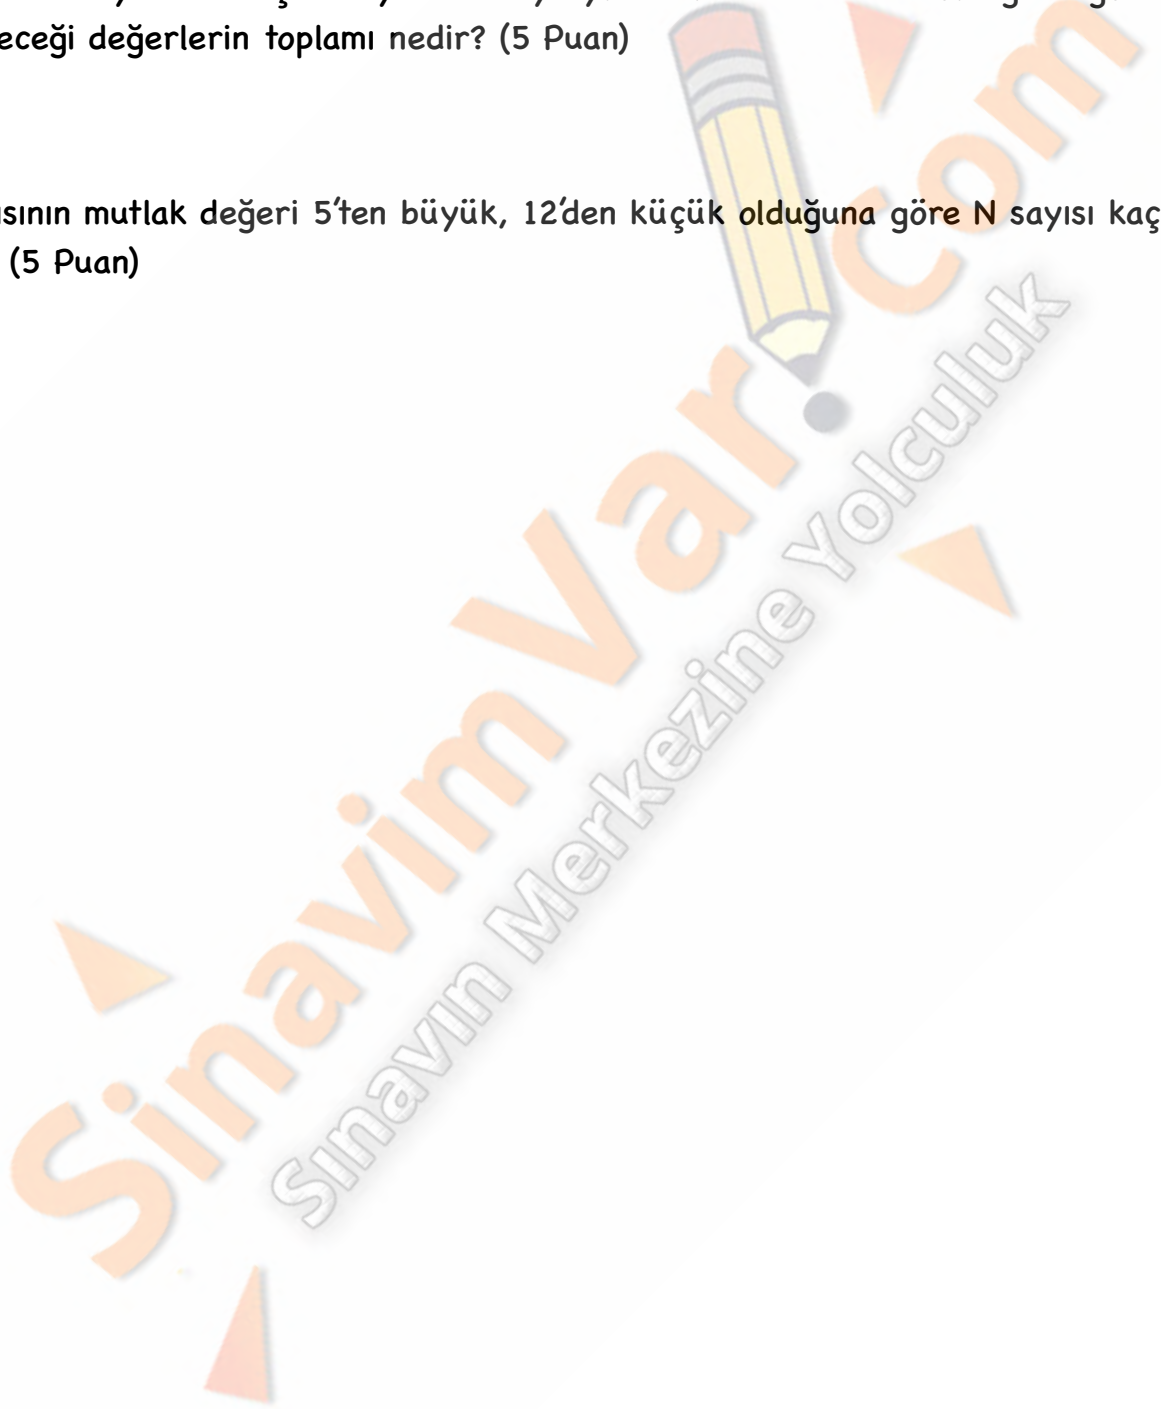 eceği değerlerin toplamı nedir? (5 Puan)
ısının mutlak değeri 5'ten büyük, 12'den küçük olduğuna göre N sayısı kaç
(5 Puan)
SinavimVar.Com
Sınavın Merkezine Yolculuk